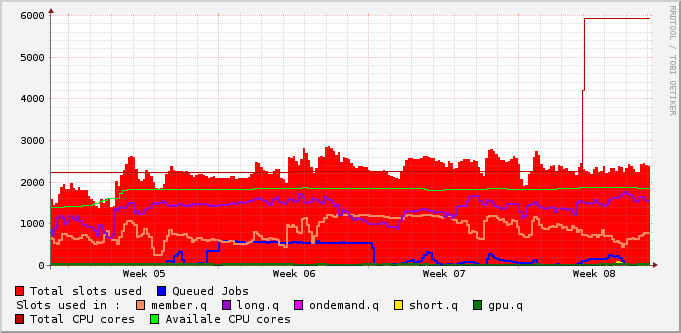 RRDTOOL / TOBI OETIKER
6000
5000
4000
3000
2000
1000
0
Week 05 Week 06 Week 07 Week 08
Total slots used Queued Jobs
Slots used in : member.q long.q ondemand.q short.q gpu.q
Total CPU cores Availale CPU cores